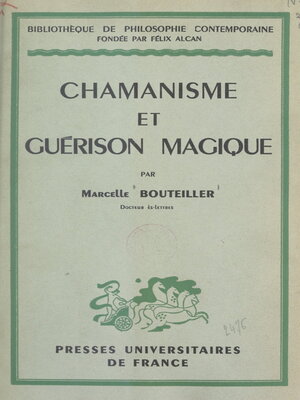 BIBLIOTHÈQUE DE PHILOSOPHIE CONTEMPORAINE
FONDÉE PAR FÉLIX ALCAN
CHAMANISME
ET
GUÉRISON MAGIQUE
PAR
Marcelle BOUTEILLER
DOCTEUR ÈS-LETTRES
2475
PRESSES UNIVERSITAIRES
DE FRANCE